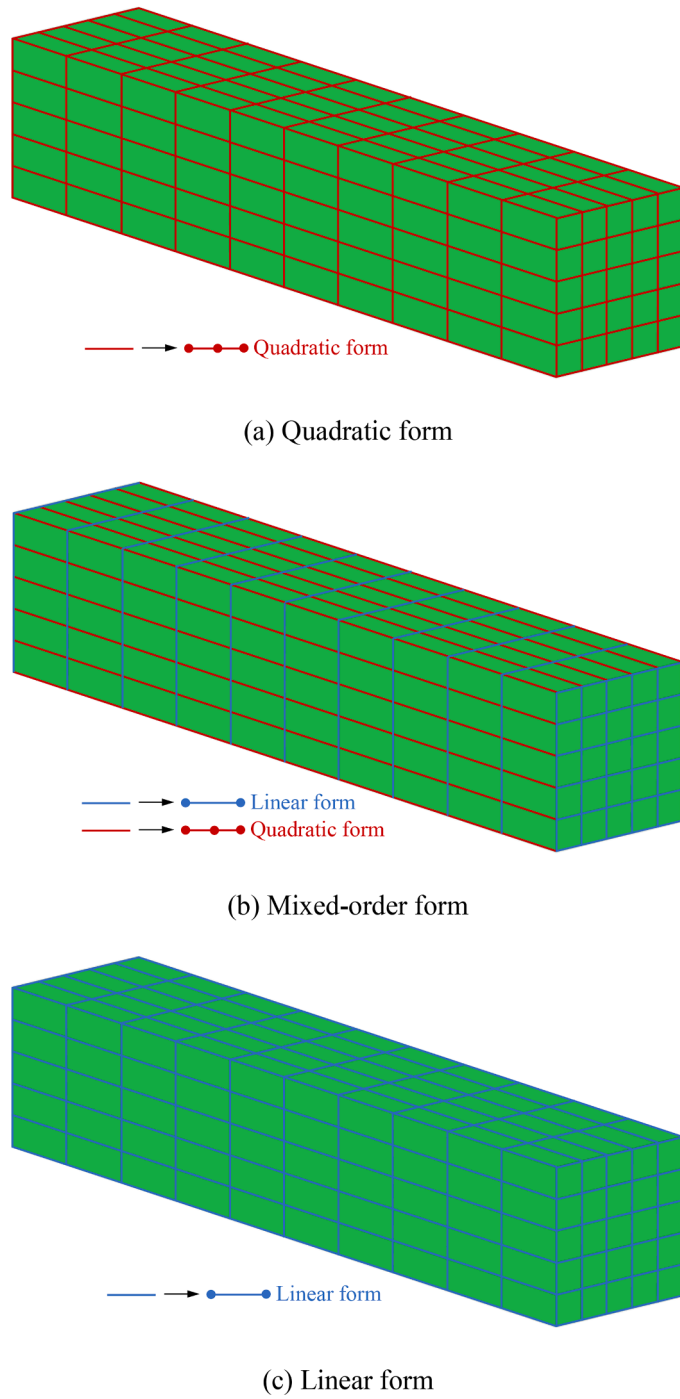 Quadratic form
(a) Quadratic form
Linear form
Quadratic form
(b) Mixed-order form
Linear form
(c) Linear form